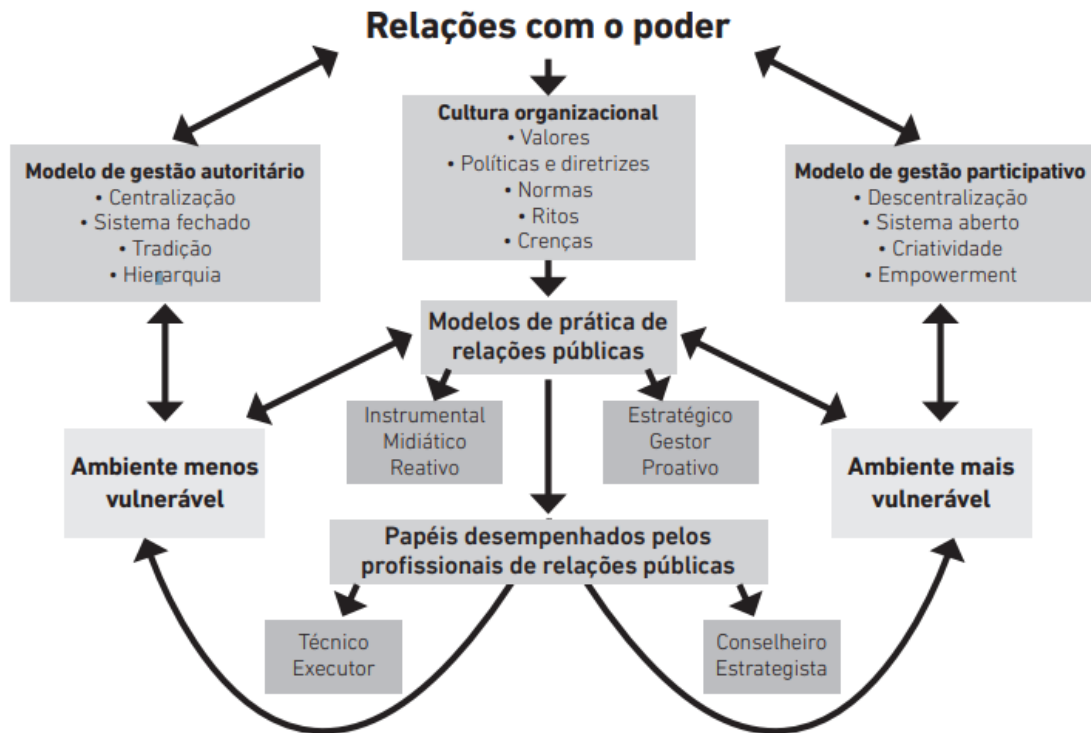 Relações com o poder
Cultura organizacional
• Valores
• Políticas e diretrizes
• Normas
• Ritos
• Crenças
Modelo de gestão autoritário
• Centralização
• Sistema fechado
• Tradição
• Hierarquia
Modelo de gestão participativo
• Descentralização
• Sistema aberto
• Criatividade
• Empowerment
Modelos de prática de
relações públicas
Instrumental
Midiático
Reativo
Estratégico
Gestor
Proativo
Ambiente menos
vulnerável
Ambiente mais
vulnerável
Papéis desempenhados pelos
profissionais de relações públicas
Técnico
Executor
Conselheiro
Estrategista